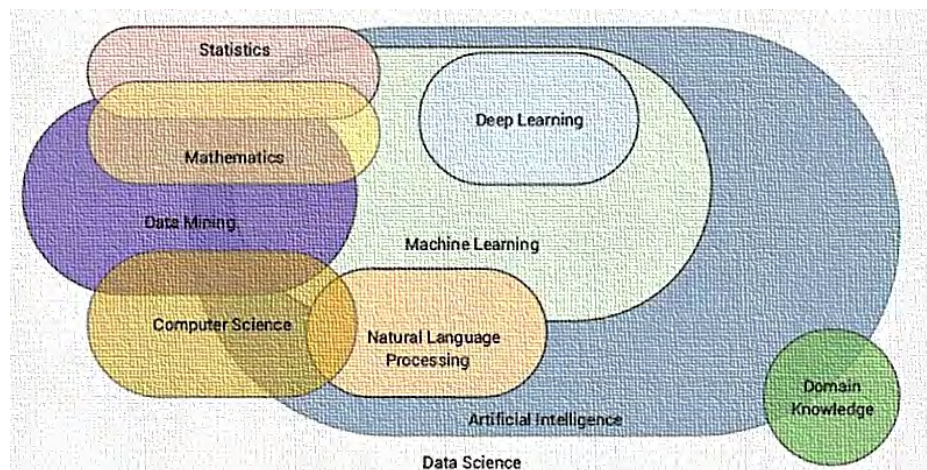 Statistics
Deep Learning
Mathematics
Data Mining
Machine Learning
Computer Science
Natural Language
Processing
Domain
Knowledge
Artificial Intelligence
Data Science